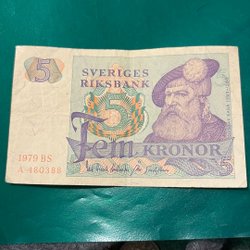 5
SVERIGES
RIKSBANK
5
Fem KRONOR
1979 BS
A 480388